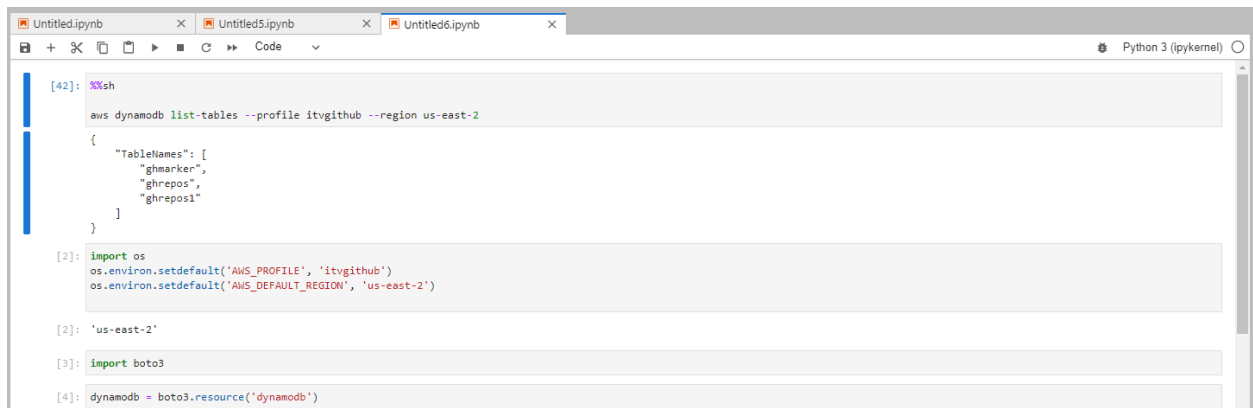 Untitled.ipynb
Untitled5.ipynb
Untitled6.ipynb
Code
Python 3 (ipykernel)
[42]: %%sh
aws dynamodb list-tables --profile itvgithub --region us-east-2
{
    "TableNames": [
        "ghmarker",
        "ghrepos",
        "ghrepos1"
    ]
}
[2]: import os
os.environ.setdefault('AWS_PROFILE', 'itvgithub')
os.environ.setdefault('AWS_DEFAULT_REGION', 'us-east-2')
[2]: 'us-east-2'
[3]: import boto3
[4]: dynamodb = boto3.resource('dynamodb')